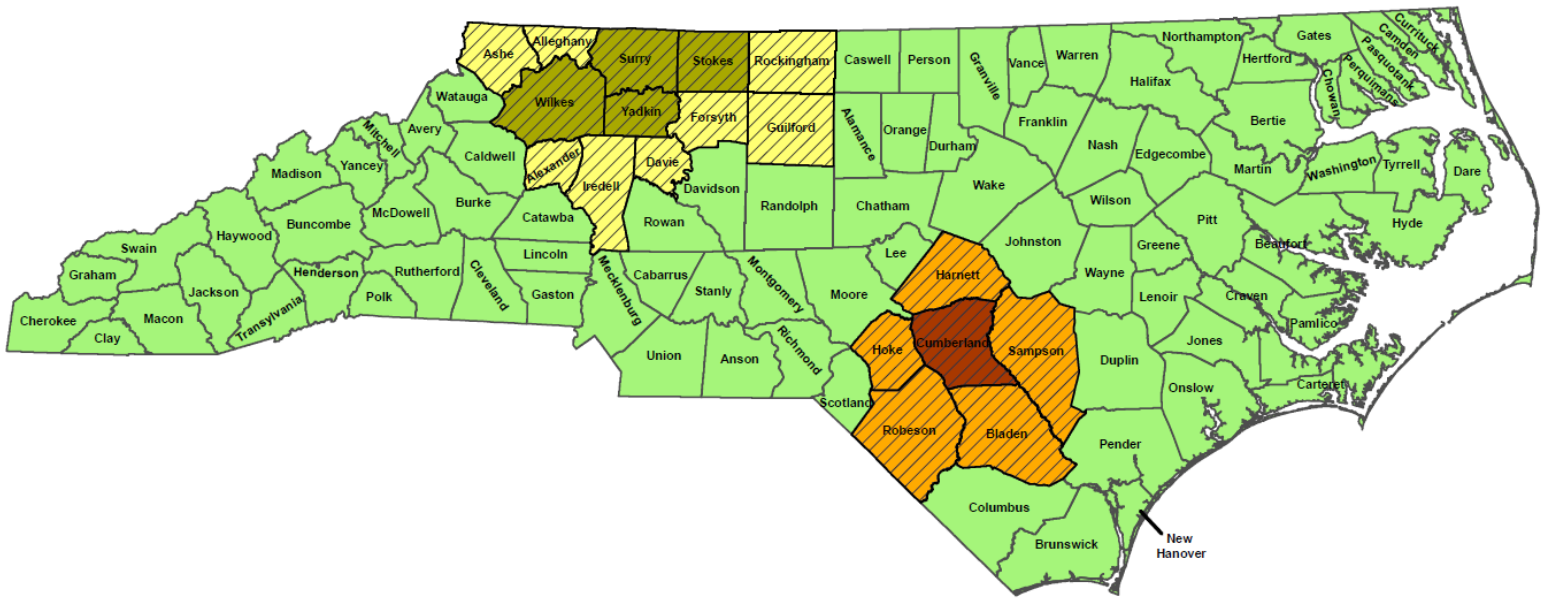 Ashe
Alleghany
Surry
Stokes
Rockingham
Caswell
Person
Granville
Vance
Warren
Northampton
Gates
Currituck
Camden
Pasquotank
Perquimans
Chowan
Hertford
Halifax
Bertie
Watauga
Wilkes
Yadkin
Forsyth
Guilford
Alamance
Orange
Durham
Franklin
Nash
Edgecombe
Martin
Washington
Tyrrell
Dare
Mitchell
Avery
Caldwell
Alexander
Iredell
Davie
Davidson
Randolph
Chatham
Wake
Wilson
Pitt
Beaufort
Hyde
Madison
Yancey
McDowell
Burke
Catawba
Rowan
Johnston
Greene
Wayne
Lenoir
Craven
Pamlico
Swain
Haywood
Buncombe
Graham
Jackson
Henderson
Rutherford
Cleveland
Lincoln
Gaston
Mecklenburg
Cabarrus
Stanly
Montgomery
Moore
Lee
Harnett
Cherokee
Clay
Macon
Transylvania
Polk
Union
Anson
Richmond
Hoke
Cumberland
Sampson
Duplin
Jones
Onslow
Carteret
Scotland
Robeson
Bladen
Pender
Columbus
Brunswick
New
Hanover